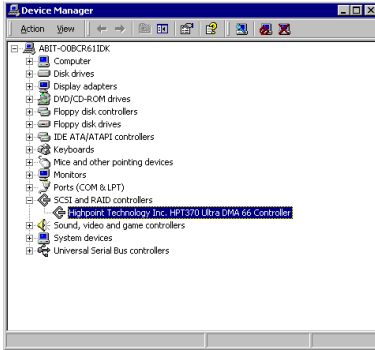 Device Manager
Action View
ABIT-O0BCR61IDK
Computer
Disk drives
Display adapters
DVD/CD-ROM drives
Floppy disk controllers
Floppy disk drives
IDE ATA/ATAPI controllers
Keyboards
Mice and other pointing devices
Monitors
Ports (COM & LPT)
SCSI and RAID controllers
Highpoint Technology Inc. HPT370 Ultra DMA 66 Controller
Sound, video and game controllers
System devices
Universal Serial Bus controllers